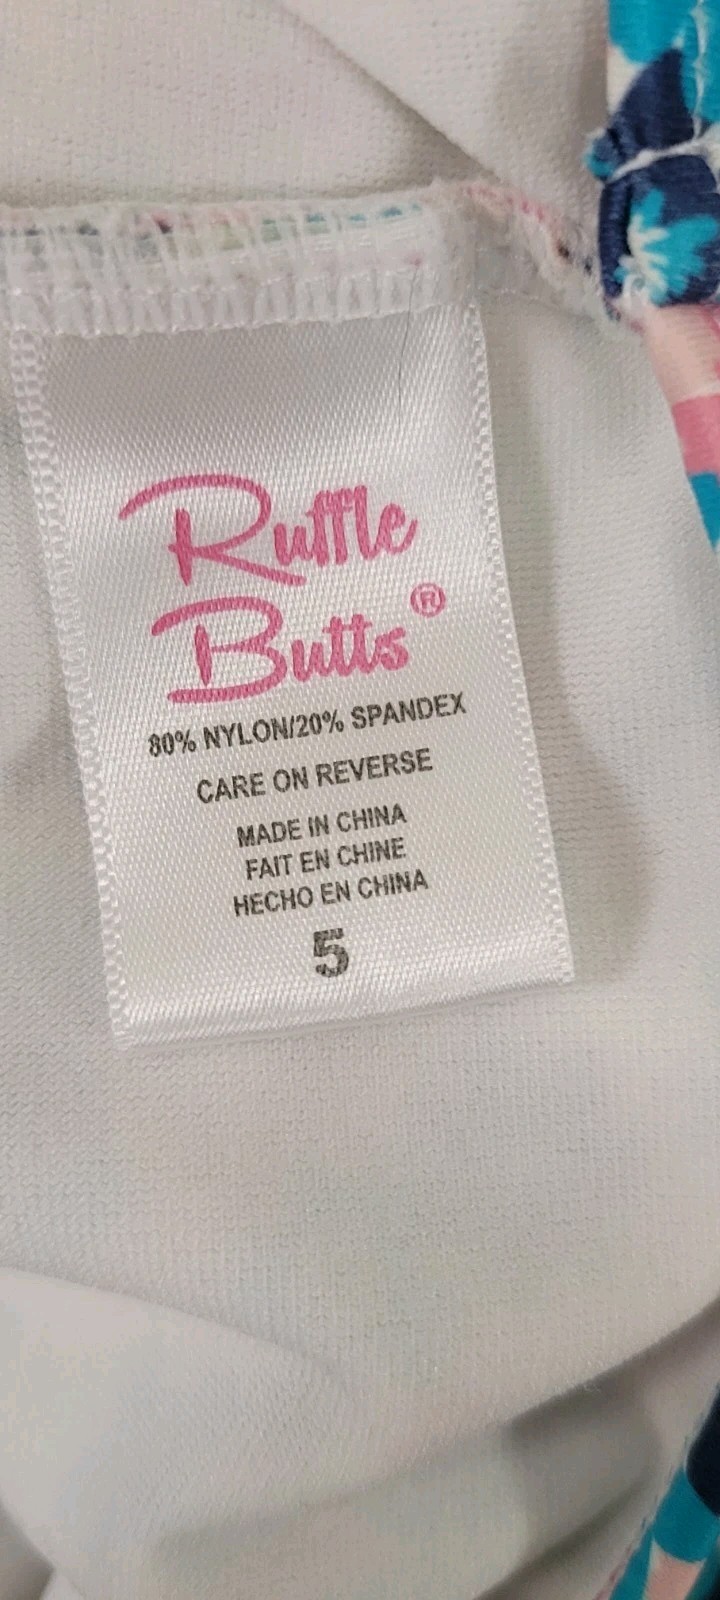 Ruffle
Butts®
80% NYLON/20% SPANDEX
CARE ON REVERSE
MADE IN CHINA
FAIT EN CHINE
HECHO EN CHINA
5